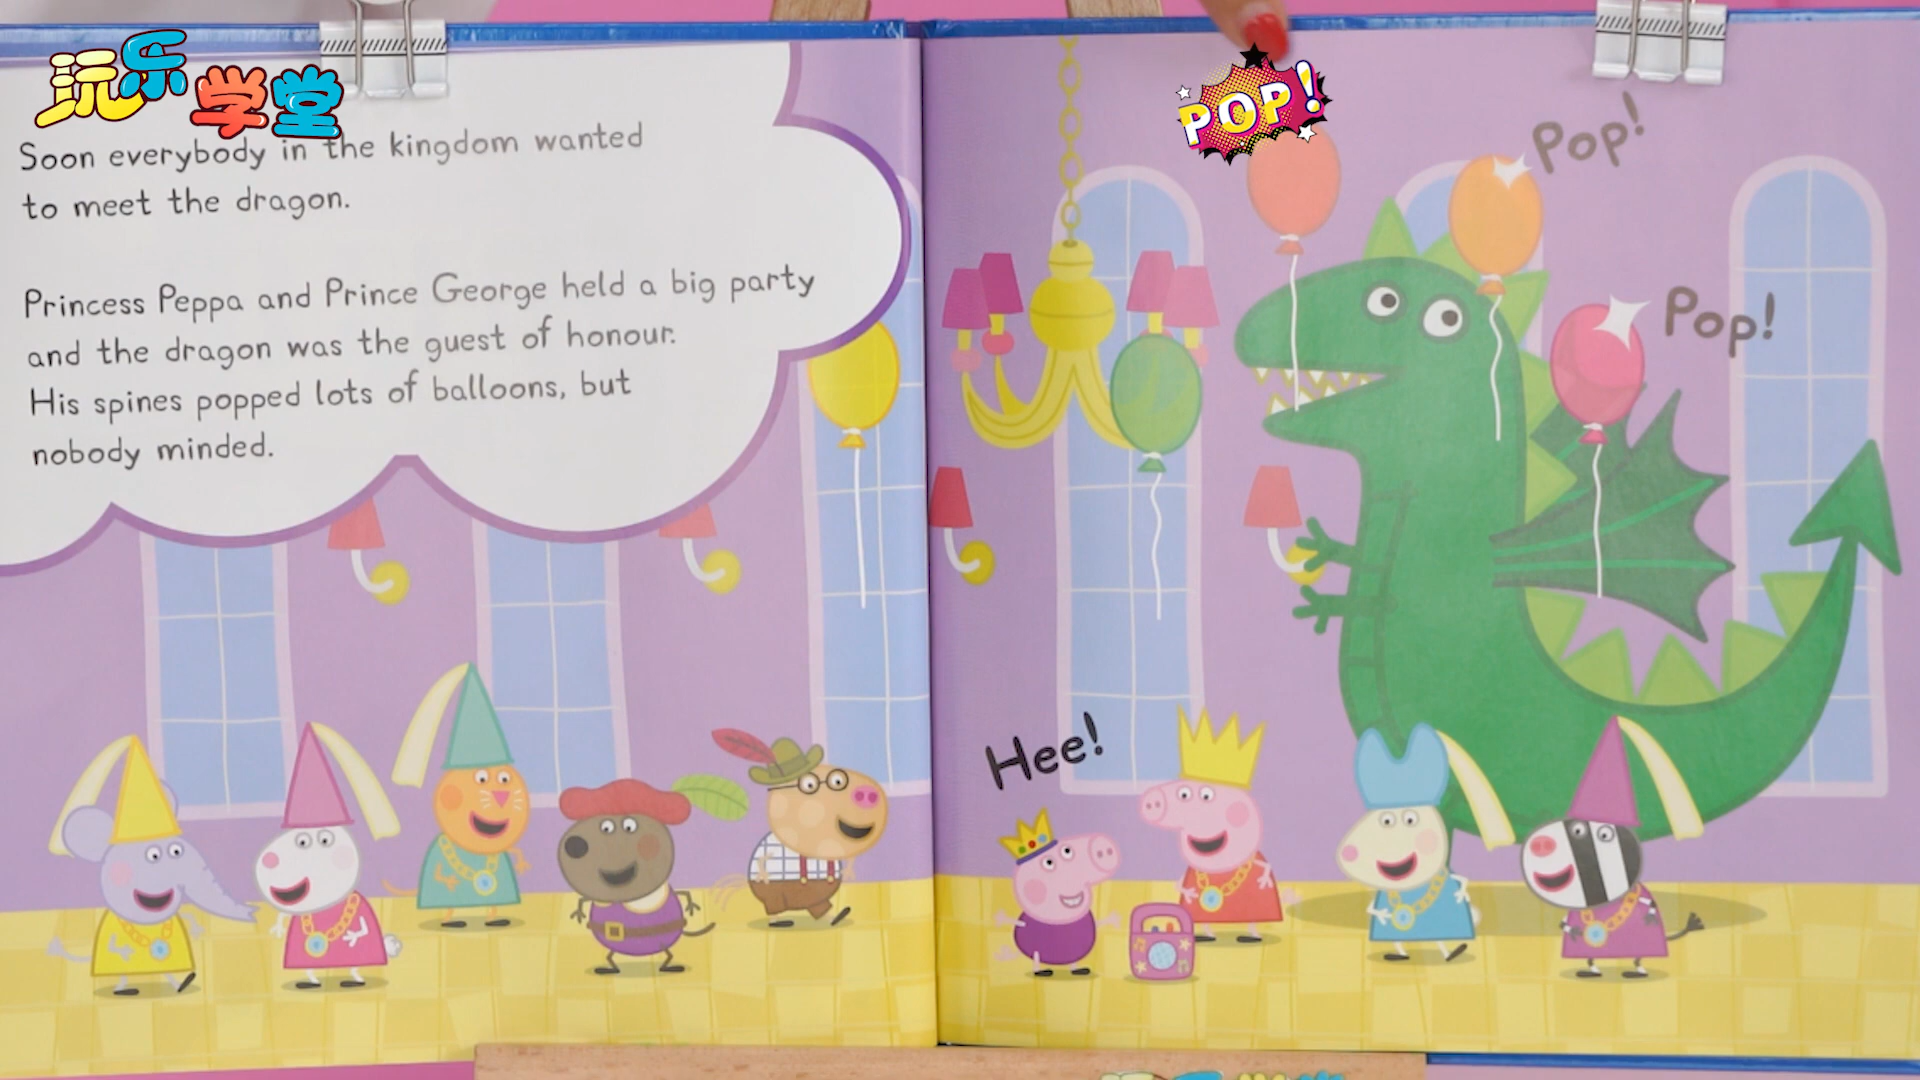 玩乐学堂
Soon everybody in the kingdom wanted
to meet the dragon.
Princess Peppa and Prince George held a big party
and the dragon was the guest of honour.
His spines popped lots of balloons, but
nobody minded.
POP!
Pop!
Pop!
Hee!